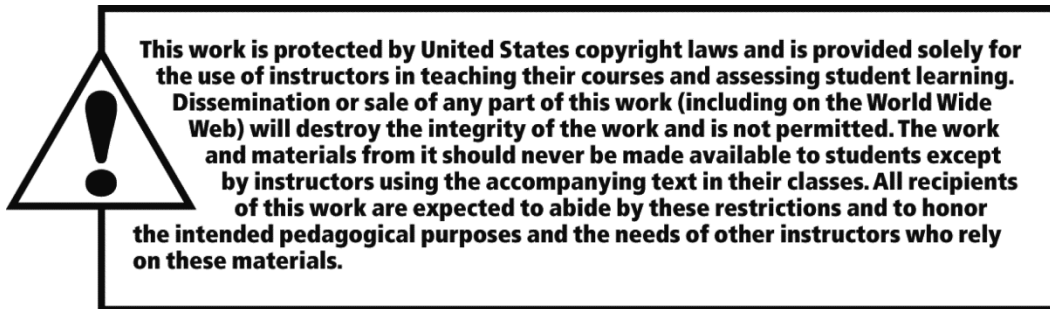 This work is protected by United States copyright laws and is provided solely for
the use of instructors in teaching their courses and assessing student learning.
Dissemination or sale of any part of this work (including on the World Wide
Web) will destroy the integrity of the work and is not permitted. The work
and materials from it should never be made available to students except
by instructors using the accompanying text in their classes. All recipients
of this work are expected to abide by these restrictions and to honor
the intended pedagogical purposes and the needs of other instructors who rely
on these materials.